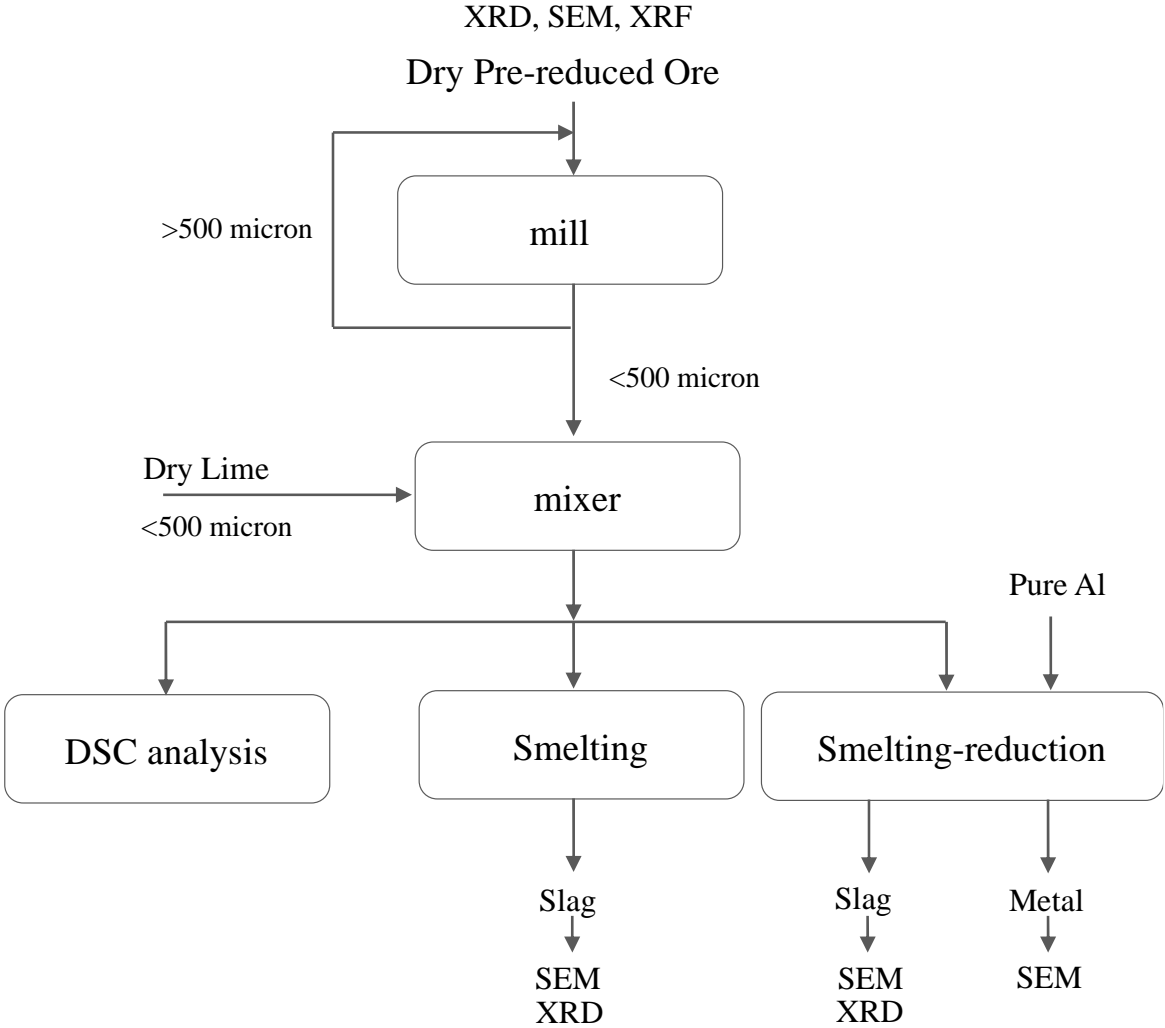 XRD, SEM, XRF
Dry Pre-reduced Ore
mill
>500 micron
<500 micron
Dry Lime
<500 micron
mixer
Pure Al
DSC analysis
Smelting
Smelting-reduction
Slag
SEM
XRD
Slag
SEM
XRD
Metal
SEM